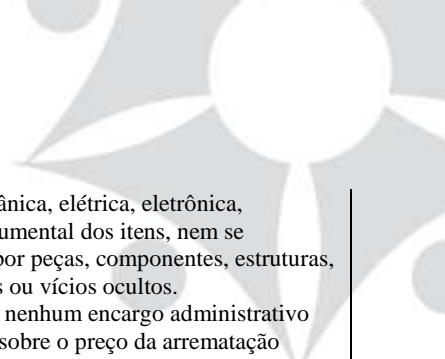 ânica, elétrica, eletrônica,
umental dos itens, nem se
por peças, componentes, estruturas,
s ou vícios ocultos.
nenhum encargo administrativo
sobre o preço da arrematação